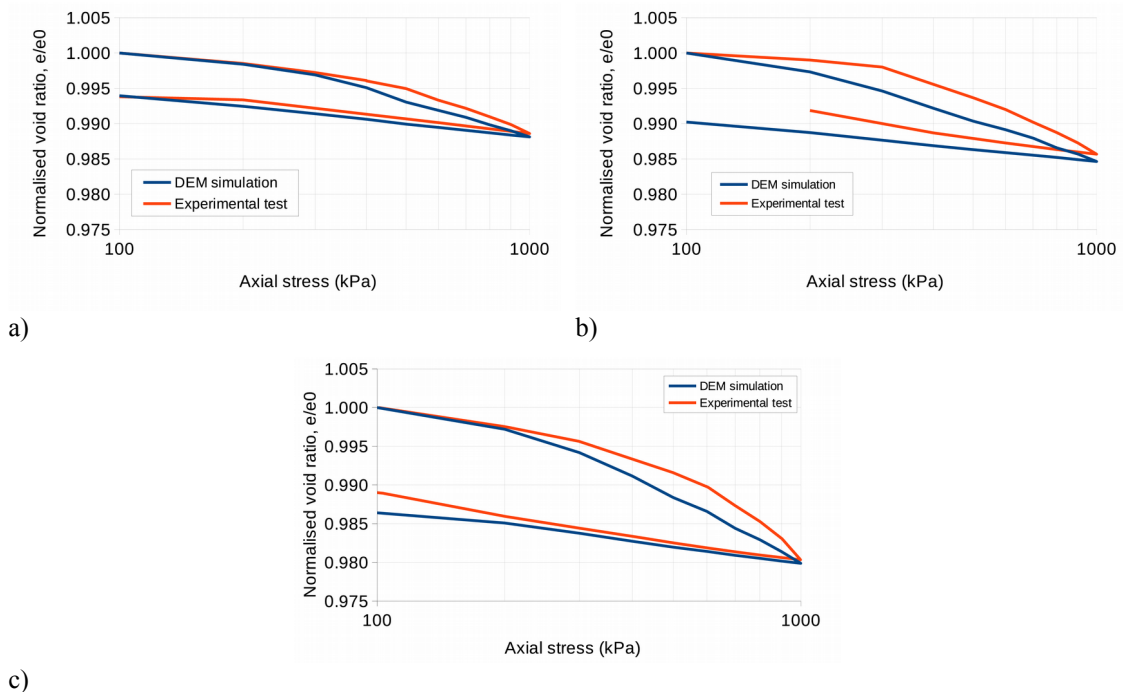 Normalised void ratio, e/e0
1.005
1.000
0.995
0.990
0.985
0.980
0.975
DEM simulation
Experimental test
100
1000
Axial stress (kPa)
a)
Normalised void ratio, e/e0
1.005
1.000
0.995
0.990
0.985
0.980
0.975
DEM simulation
Experimental test
100
1000
Axial stress (kPa)
b)
Normalised void ratio, e/e0
1.005
1.000
0.995
0.990
0.985
0.980
0.975
DEM simulation
Experimental test
100
1000
Axial stress (kPa)
c)